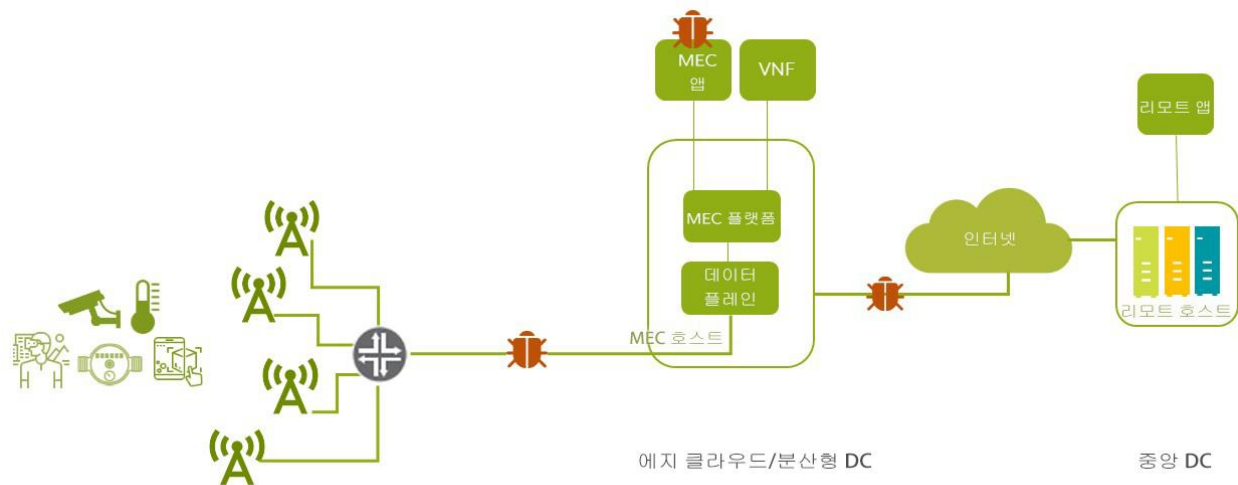 MEC
앱
VNF
리모트 앱
MEC 플랫폼
인터넷
데이터
플레인
리모트 호스트
MEC 호스트
에지 클라우드/분산형 DC
중앙 DC